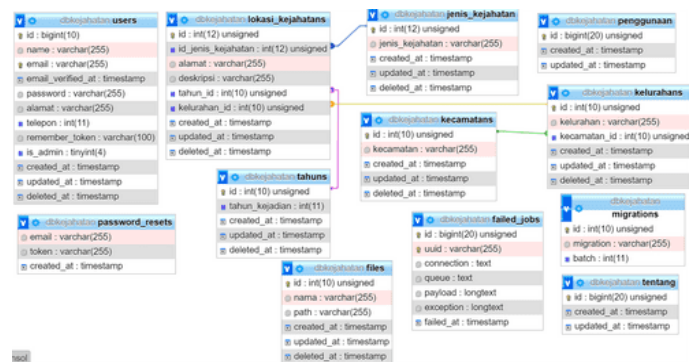 dbkejahatan users
id : bigint(10)
name : varchar(255)
email : varchar(255)
email_verified_at : timestamp
password : varchar(255)
alamat : varchar(255)
telepon : int(11)
remember_token : varchar(100)
is_admin : tinyint(4)
created_at : timestamp
updated_at : timestamp
deleted_at : timestamp
dbkejahatan lokasi_kejahatans
id : int(12) unsigned
id_jenis_kejahatan : int(12) unsigned
alamat : varchar(255)
deskripsi : varchar(255)
tahun_id : int(10) unsigned
kelurahan_id : int(10) unsigned
created_at : timestamp
updated_at : timestamp
deleted_at : timestamp
dbkejahatan jenis_kejahatan
id : int(12) unsigned
jenis_kejahatan : varchar(255)
created_at : timestamp
updated_at : timestamp
deleted_at : timestamp
dbkejahatan penggunaan
id : bigint(20) unsigned
created_at : timestamp
updated_at : timestamp
dbkejahatan kelurahans
id : int(10) unsigned
kelurahan : varchar(255)
kecamatan_id : int(10) unsigned
created_at : timestamp
updated_at : timestamp
deleted_at : timestamp
dbkejahatan kecamatans
id : int(10) unsigned
kecamatan : varchar(255)
created_at : timestamp
updated_at : timestamp
deleted_at : timestamp
dbkejahatan tahuns
id : int(10) unsigned
tahun_kejadian : int(11)
created_at : timestamp
updated_at : timestamp
deleted_at : timestamp
dbkejahatan password_resets
email : varchar(255)
token : varchar(255)
created_at : timestamp
dbkejahatan failed_jobs
id : bigint(20) unsigned
uuid : varchar(255)
connection : text
queue : text
payload : longtext
exception : longtext
failed_at : timestamp
dbkejahatan
migrations
id : int(10) unsigned
migration : varchar(255)
batch : int(11)
dbkejahatan files
id : int(10) unsigned
nama : varchar(255)
path : varchar(255)
created_at : timestamp
updated_at : timestamp
deleted_at : timestamp
dbkejahatan tentang
id : bigint(20) unsigned
created_at : timestamp
updated_at : timestamp
nsol